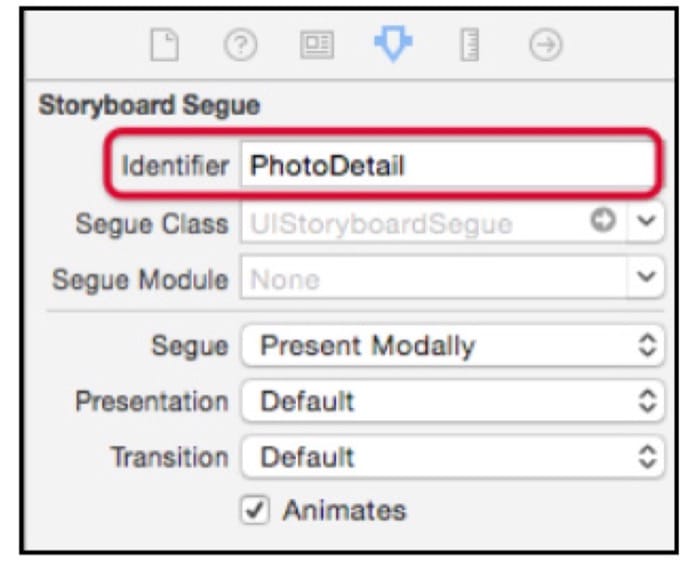 Storyboard Segue
Identifier PhotoDetail
Segue Class UIStoryboardSegue
Segue Module None
Segue Present Modally
Presentation Default
Transition Default
Animates